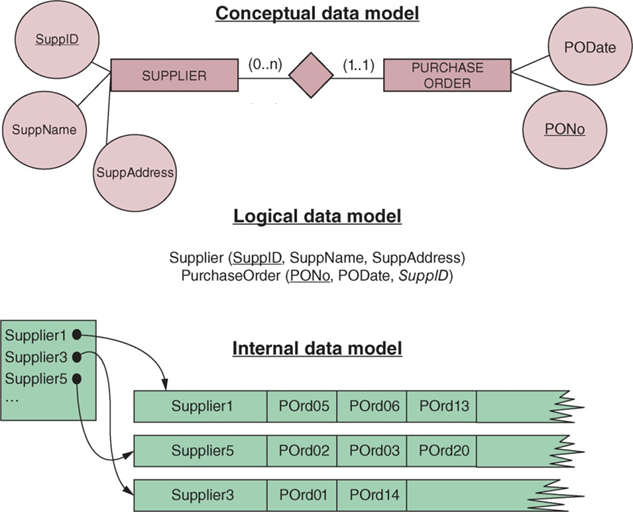 Conceptual data model
SuppID
SUPPLIER
(0..n)
(1..1)
PURCHASE
ORDER
PODate
SuppName
PONo
SuppAddress
Logical data model
Supplier (SuppID, SuppName, SuppAddress)
PurchaseOrder (PONo, PODate, SuppID)
Internal data model
Supplier1
Supplier3
Supplier5
...
Supplier1 POrd05 POrd06 POrd13
Supplier5 POrd02 POrd03 POrd20
Supplier3 POrd01 POrd14